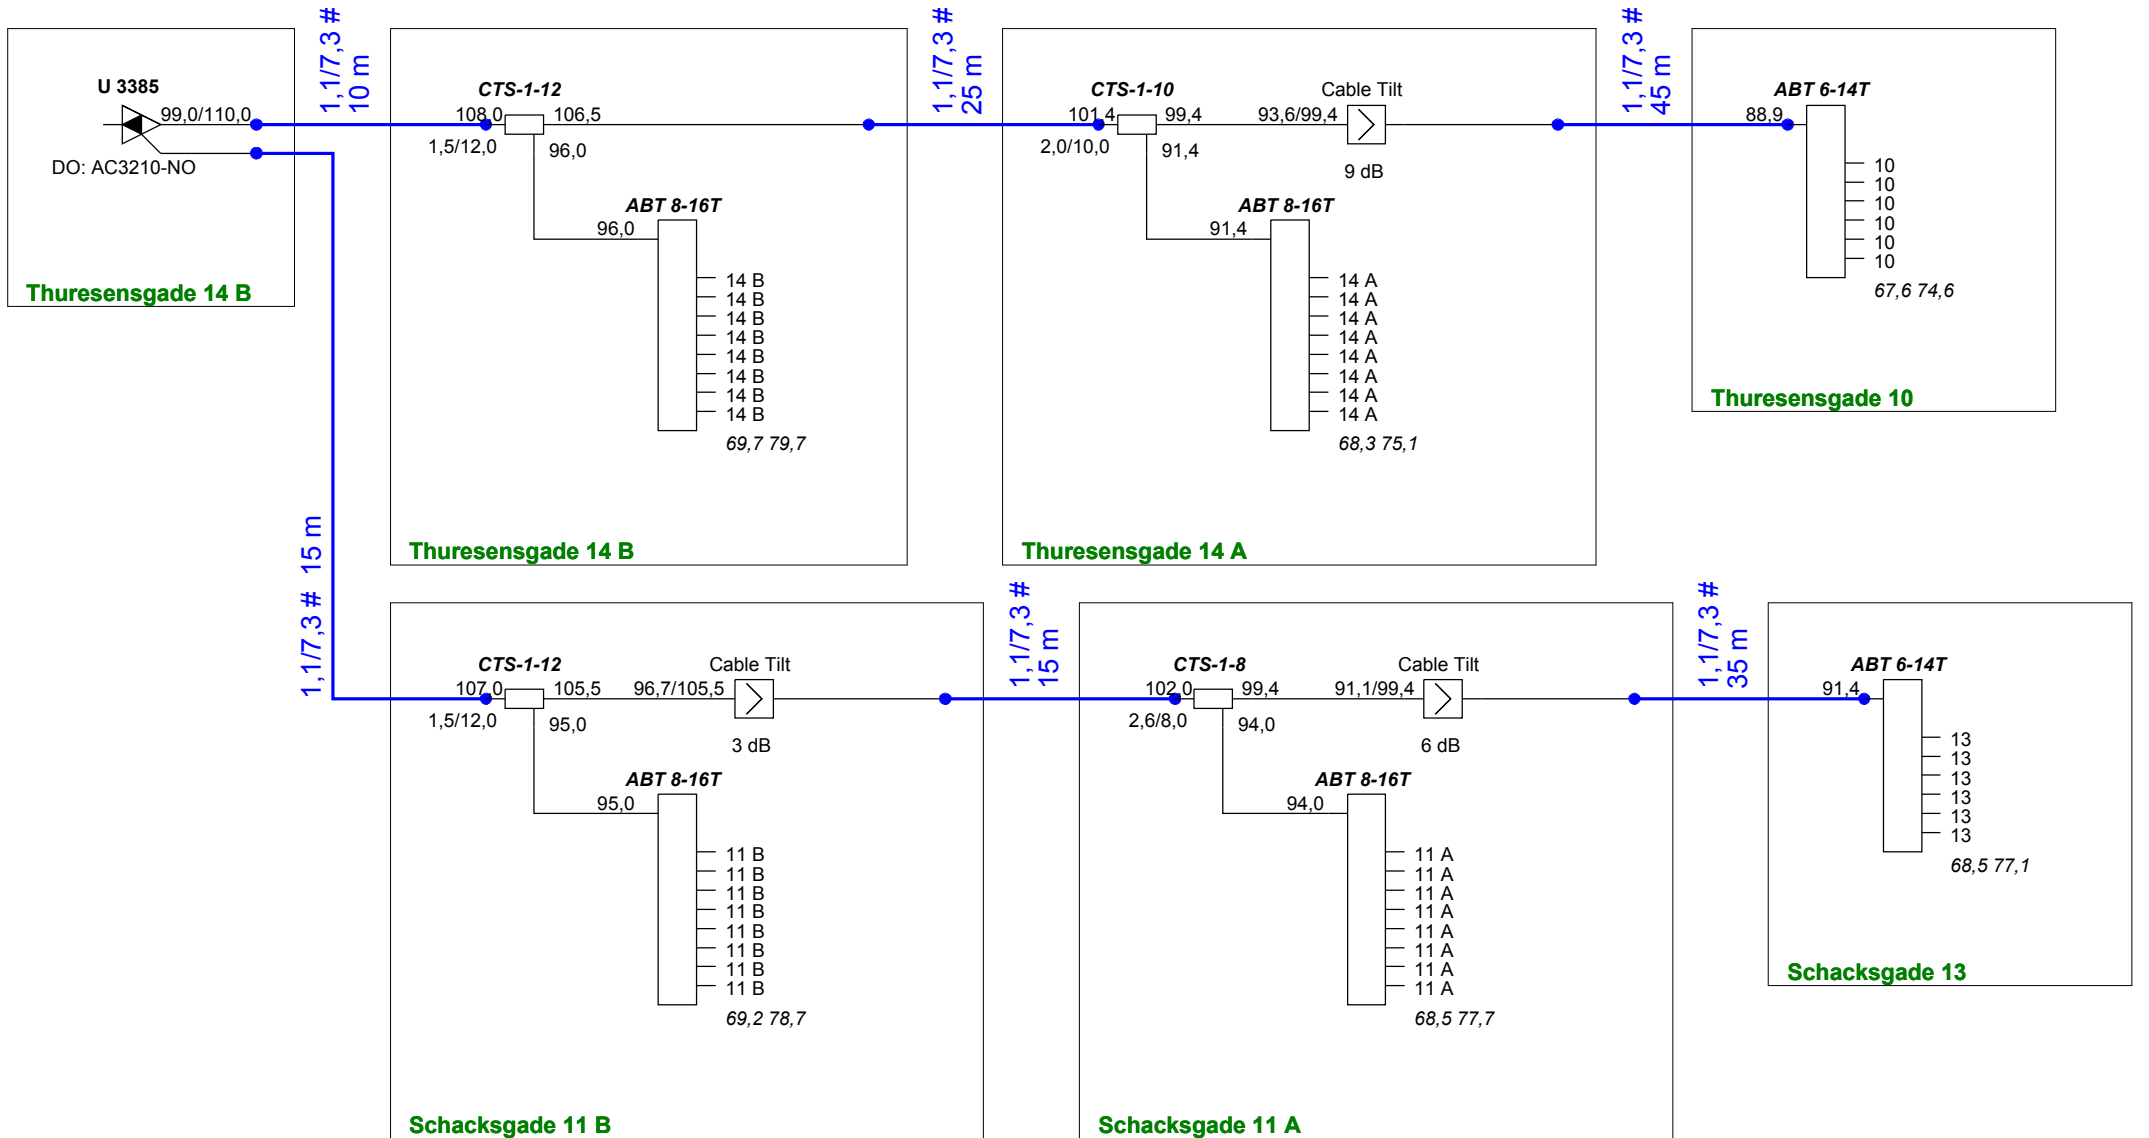 U 3385
99,0/110,0
DO: AC3210-NO
Thuresensgade 14 B
1,1/7,3 #
10 m
CTS-1-12
108,0
106,5
1,5/12,0
96,0
ABT 8-16T
96,0
14 B
14 B
14 B
14 B
14 B
14 B
14 B
14 B
69,7 79,7
Thuresensgade 14 B
1,1/7,3 #
25 m
CTS-1-10
101,4
99,4
2,0/10,0
91,4
Cable Tilt
93,6/99,4
9 dB
ABT 8-16T
91,4
14 A
14 A
14 A
14 A
14 A
14 A
14 A
14 A
68,3 75,1
Thuresensgade 14 A
1,1/7,3 #
45 m
ABT 6-14T
88,9
10
10
10
10
10
10
67,6 74,6
Thuresensgade 10
1,1/7,3 # 15 m
CTS-1-12
107,0
105,5
1,5/12,0
95,0
Cable Tilt
96,7/105,5
3 dB
ABT 8-16T
95,0
11 B
11 B
11 B
11 B
11 B
11 B
11 B
11 B
69,2 78,7
Schacksgade 11 B
1,1/7,3 #
15 m
CTS-1-8
102,0
99,4
2,6/8,0
94,0
Cable Tilt
91,1/99,4
6 dB
ABT 8-16T
94,0
11 A
11 A
11 A
11 A
11 A
11 A
11 A
11 A
68,5 77,7
Schacksgade 11 A
1,1/7,3 #
35 m
ABT 6-14T
91,4
13
13
13
13
13
13
68,5 77,1
Schacksgade 13